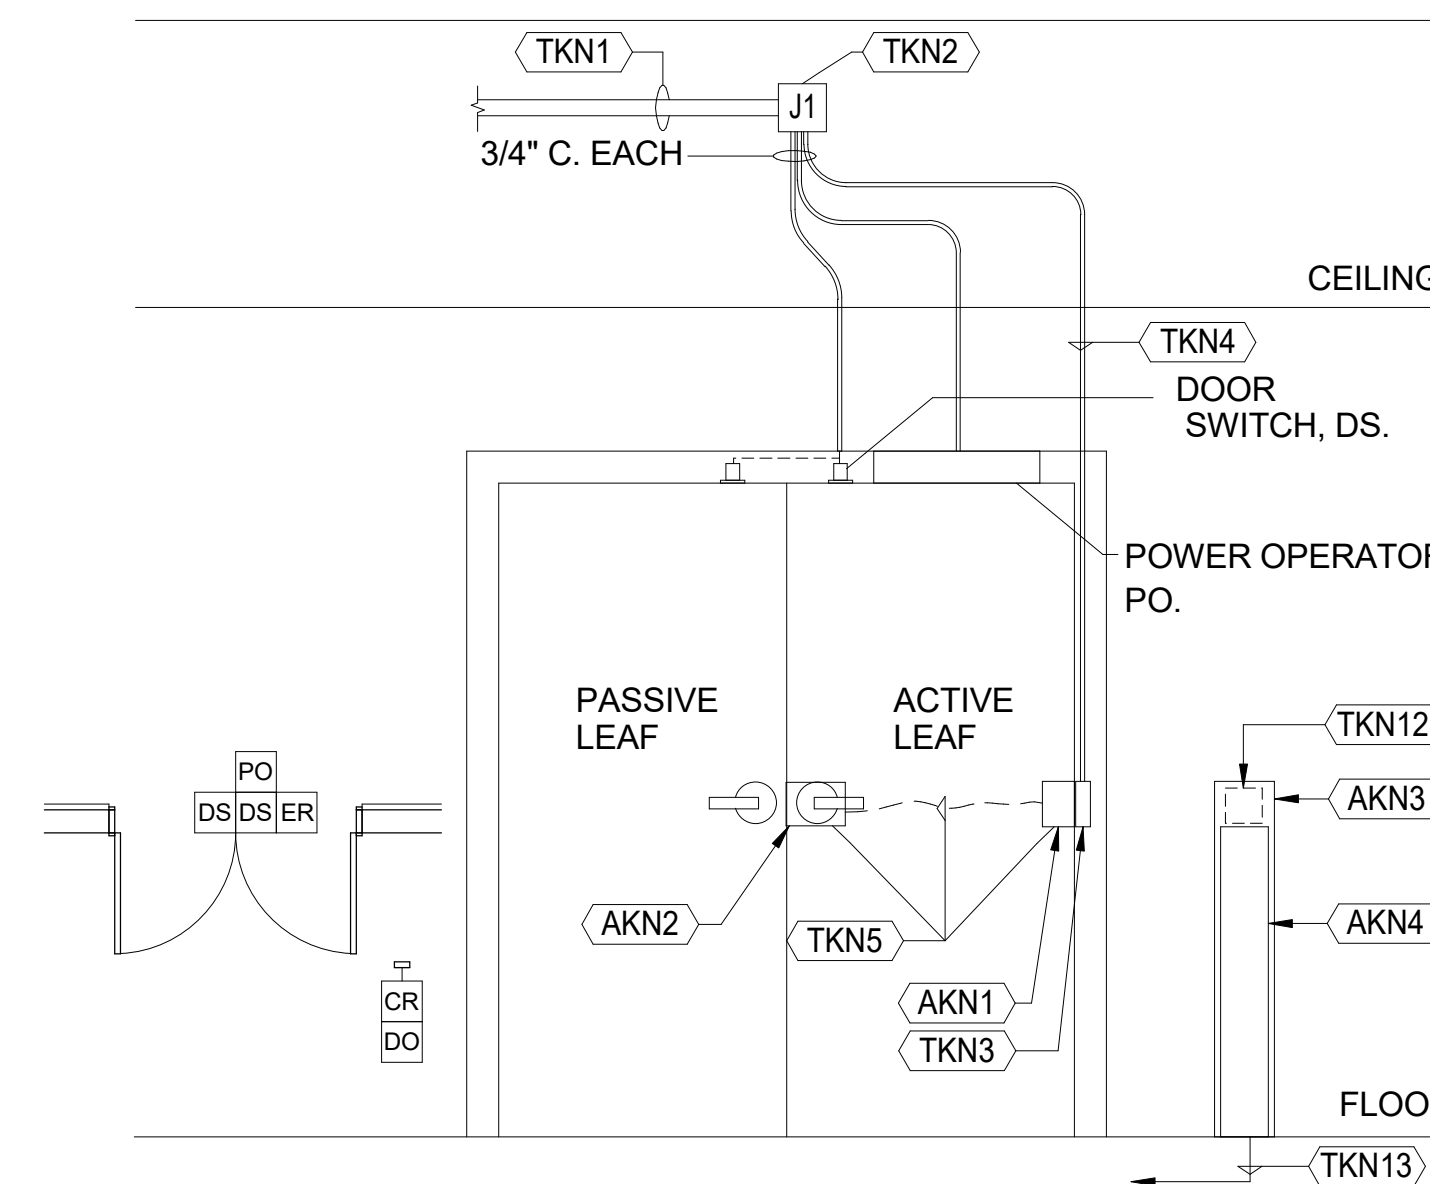 TKN1
TKN2
J1
3/4" C. EACH
CEILING
TKN4
DOOR
SWITCH, DS.
POWER OPERATOR
PO.
PASSIVE
LEAF
ACTIVE
LEAF
TKN12
PO
DS DS ER
AKN3
AKN2
TKN5
AKN4
CR
DO
AKN1
TKN3
FLOO
TKN13